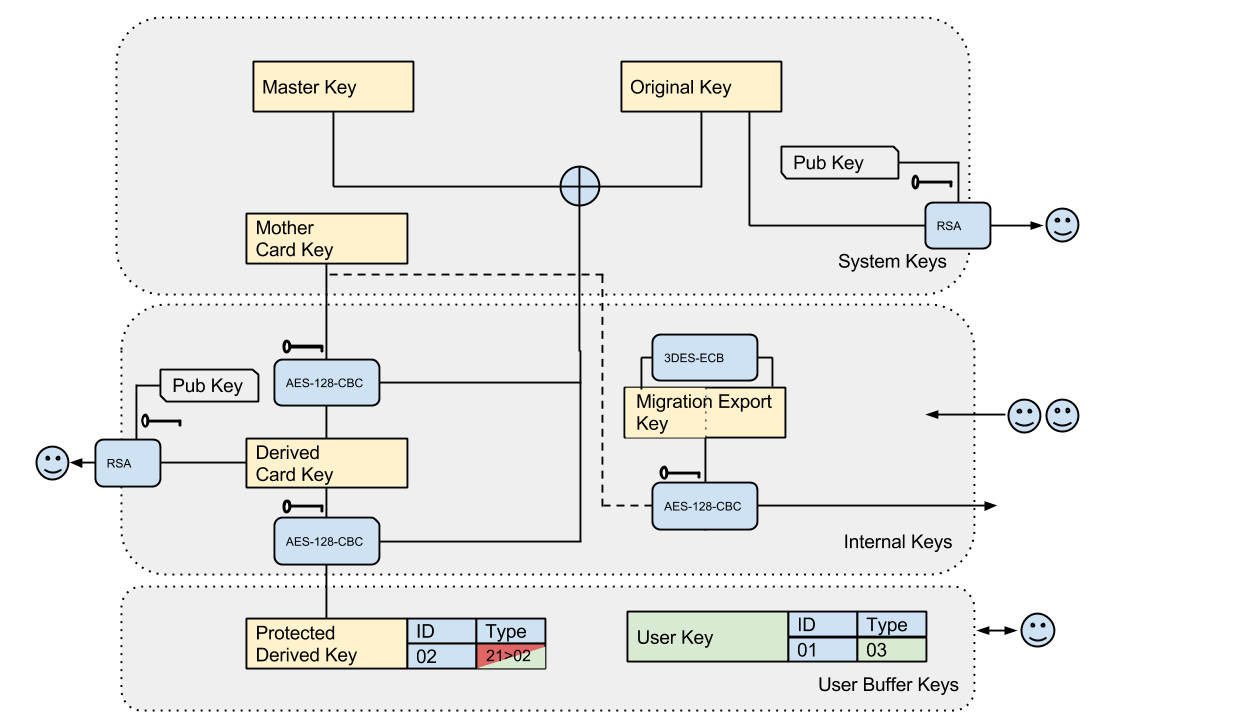 Master Key
Original Key
Pub Key
Mother
Card Key
RSA
System Keys
3DES-ECB
AES-128-CBC
Pub Key
Migration Export
Key
Derived
Card Key
RSA
AES-128-CBC
AES-128-CBC
Internal Keys
Protected
Derived Key
ID
Type
02
21>02
User Key
ID
Type
01
03
User Buffer Keys